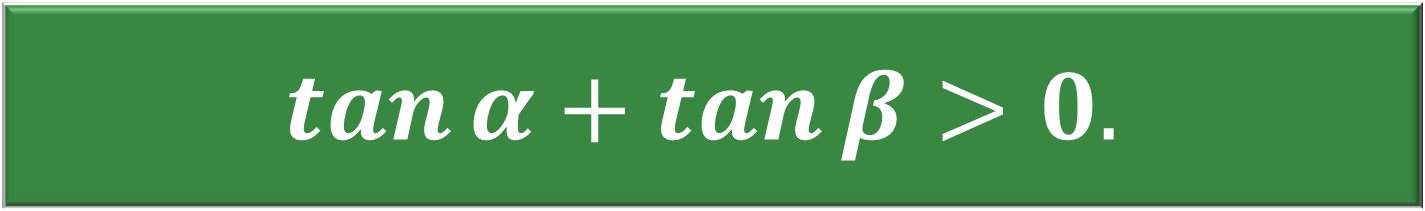 tan α + tan β > 0.